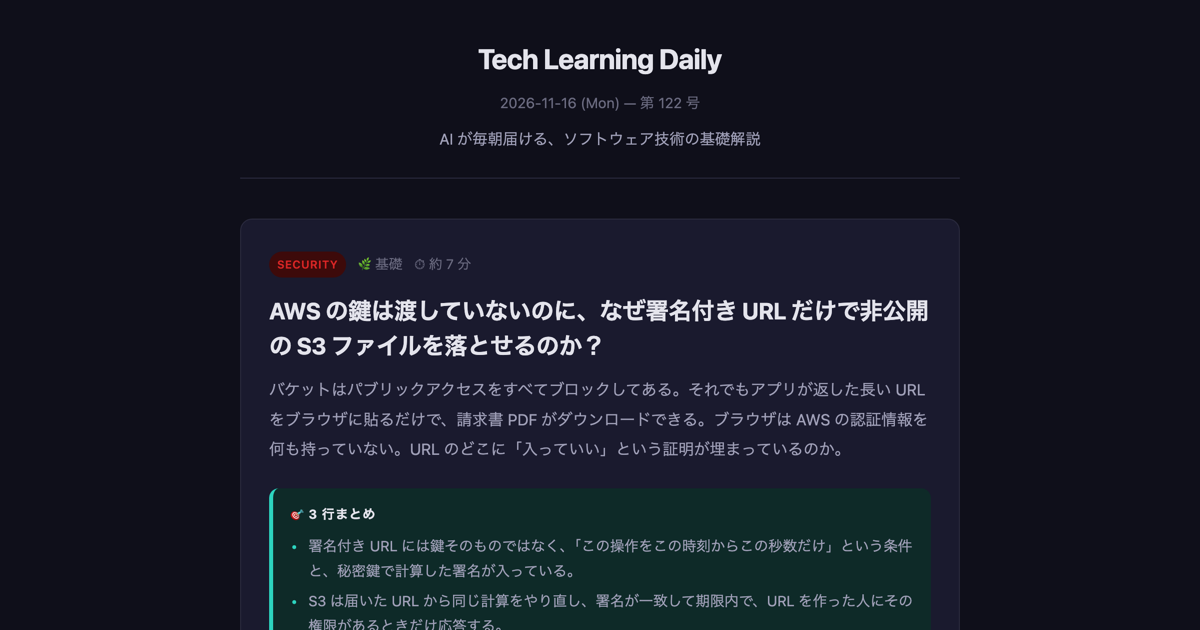 Tech Learning Daily
2026-11-16 (Mon) — 第 122 号
AI が毎朝届ける、ソフトウェア技術の基礎解説
SECURITY 🌿 基礎 ⏱ 約 7 分
AWS の鍵は渡していないのに、なぜ署名付き URL だけで非公開
の S3 ファイルを落とせるのか？
バケットはパブリックアクセスをすべてブロックしてある。それでもアプリが返した長い URL
をブラウザに貼るだけで、請求書 PDF がダウンロードできる。ブラウザは AWS の認証情報を
何も持っていない。URL のどこに「入っていい」という証明が埋まっているのか。
🎯 3 行まとめ
• 署名付き URL には鍵そのものではなく、「この操作をこの時刻からこの秒数だけ」という条件
と、秘密鍵で計算した署名が入っている。
• S3 は届いた URL から同じ計算をやり直し、署名が一致して期限内で、URL を作った人にその
権限があるときだけ応答する。